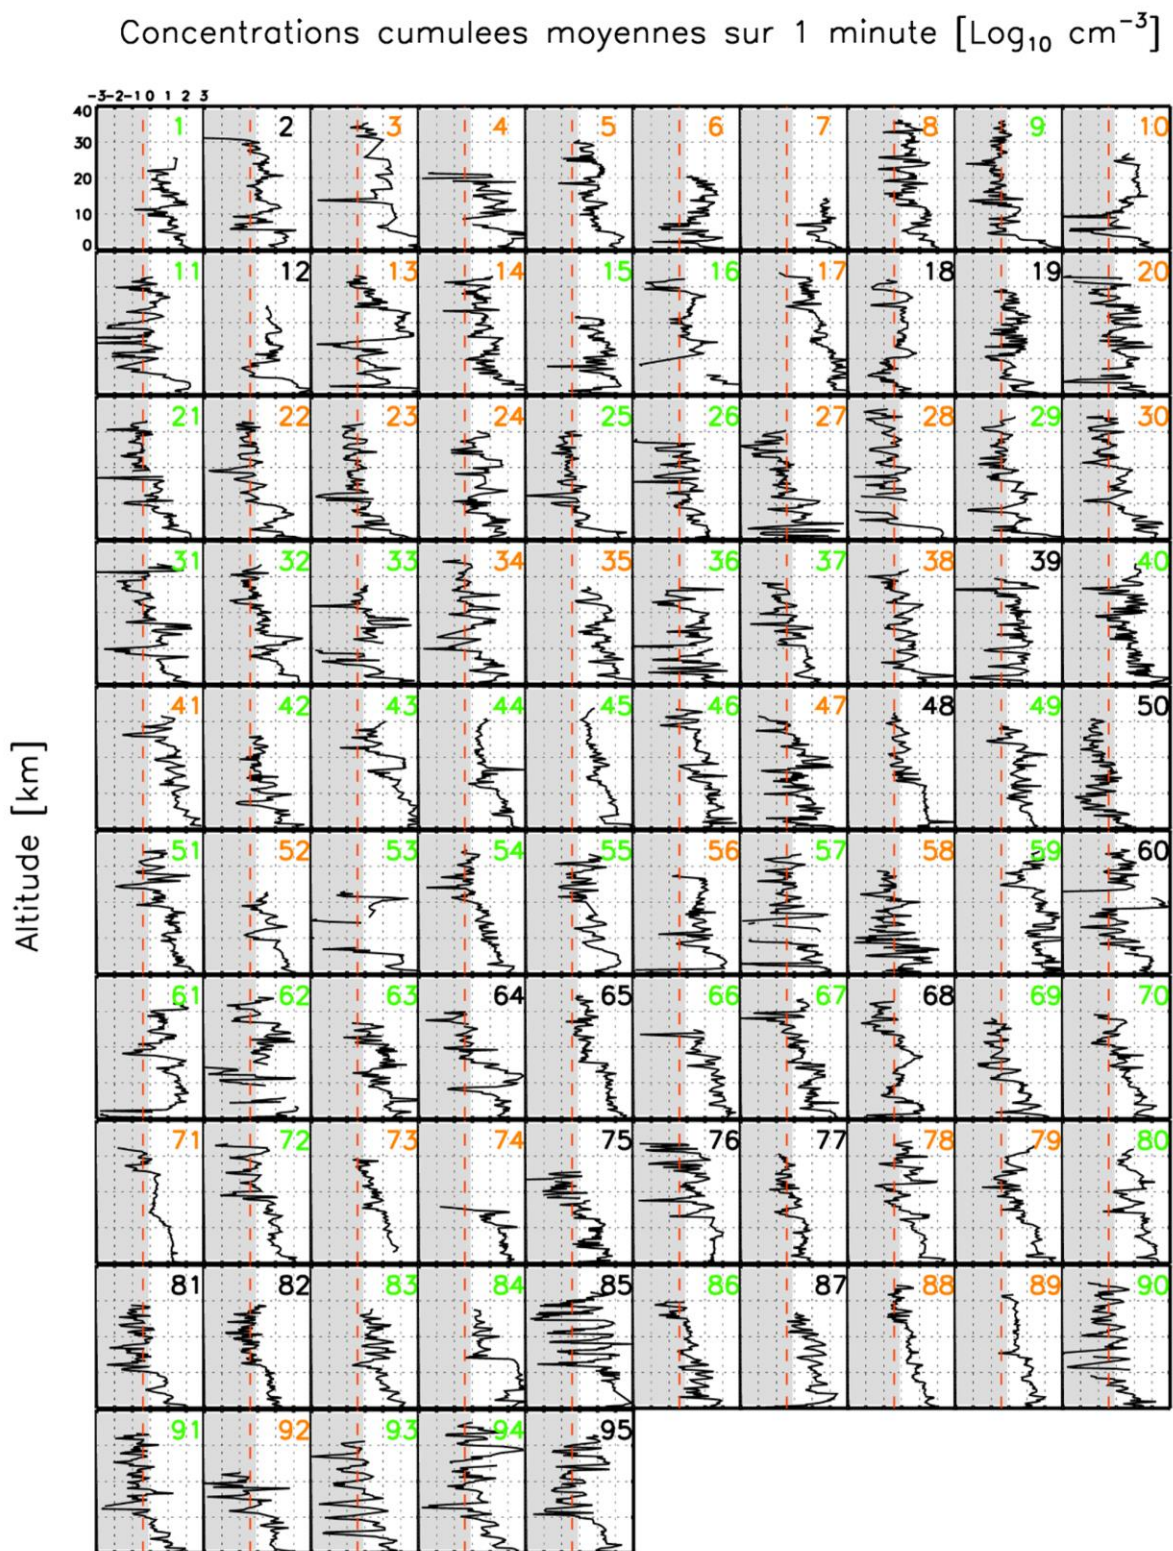 Concentrations cumulees moyennes sur 1 minute [Log₁₀ cm⁻³]
-3-2-1 0 1 2 3
40
30
20
10
0
Altitude [km]
1 2 3 4 5 6 7 8 9 10
11 12 13 14 15 16 17 18 19 20
21 22 23 24 25 26 27 28 29 30
31 32 33 34 35 36 37 38 39 40
41 42 43 44 45 46 47 48 49 50
51 52 53 54 55 56 57 58 59 60
61 62 63 64 65 66 67 68 69 70
71 72 73 74 75 76 77 78 79 80
81 82 83 84 85 86 87 88 89 90
91 92 93 94 95